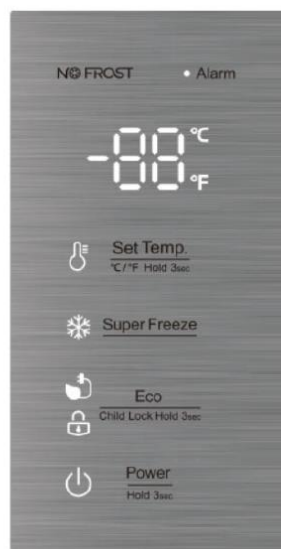 NO FROST
Alarm
-88 °C
°F
Set Temp.
°C/°F Hold 3sec
Super Freeze
Eco
Child Lock Hold 3sec
Power
Hold 3sec